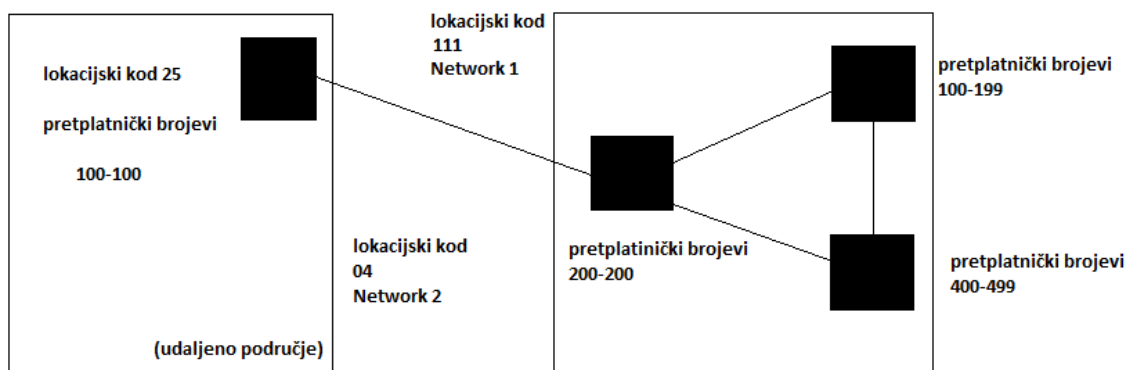 lokacijski kod 25
pretplatnički brojevi
100-100
(udaljeno područje)
lokacijski kod
111
Network 1
lokacijski kod
04
Network 2
pretplatinički brojevi
200-200
pretplatnički brojevi
100-199
pretplatnički brojevi
400-499